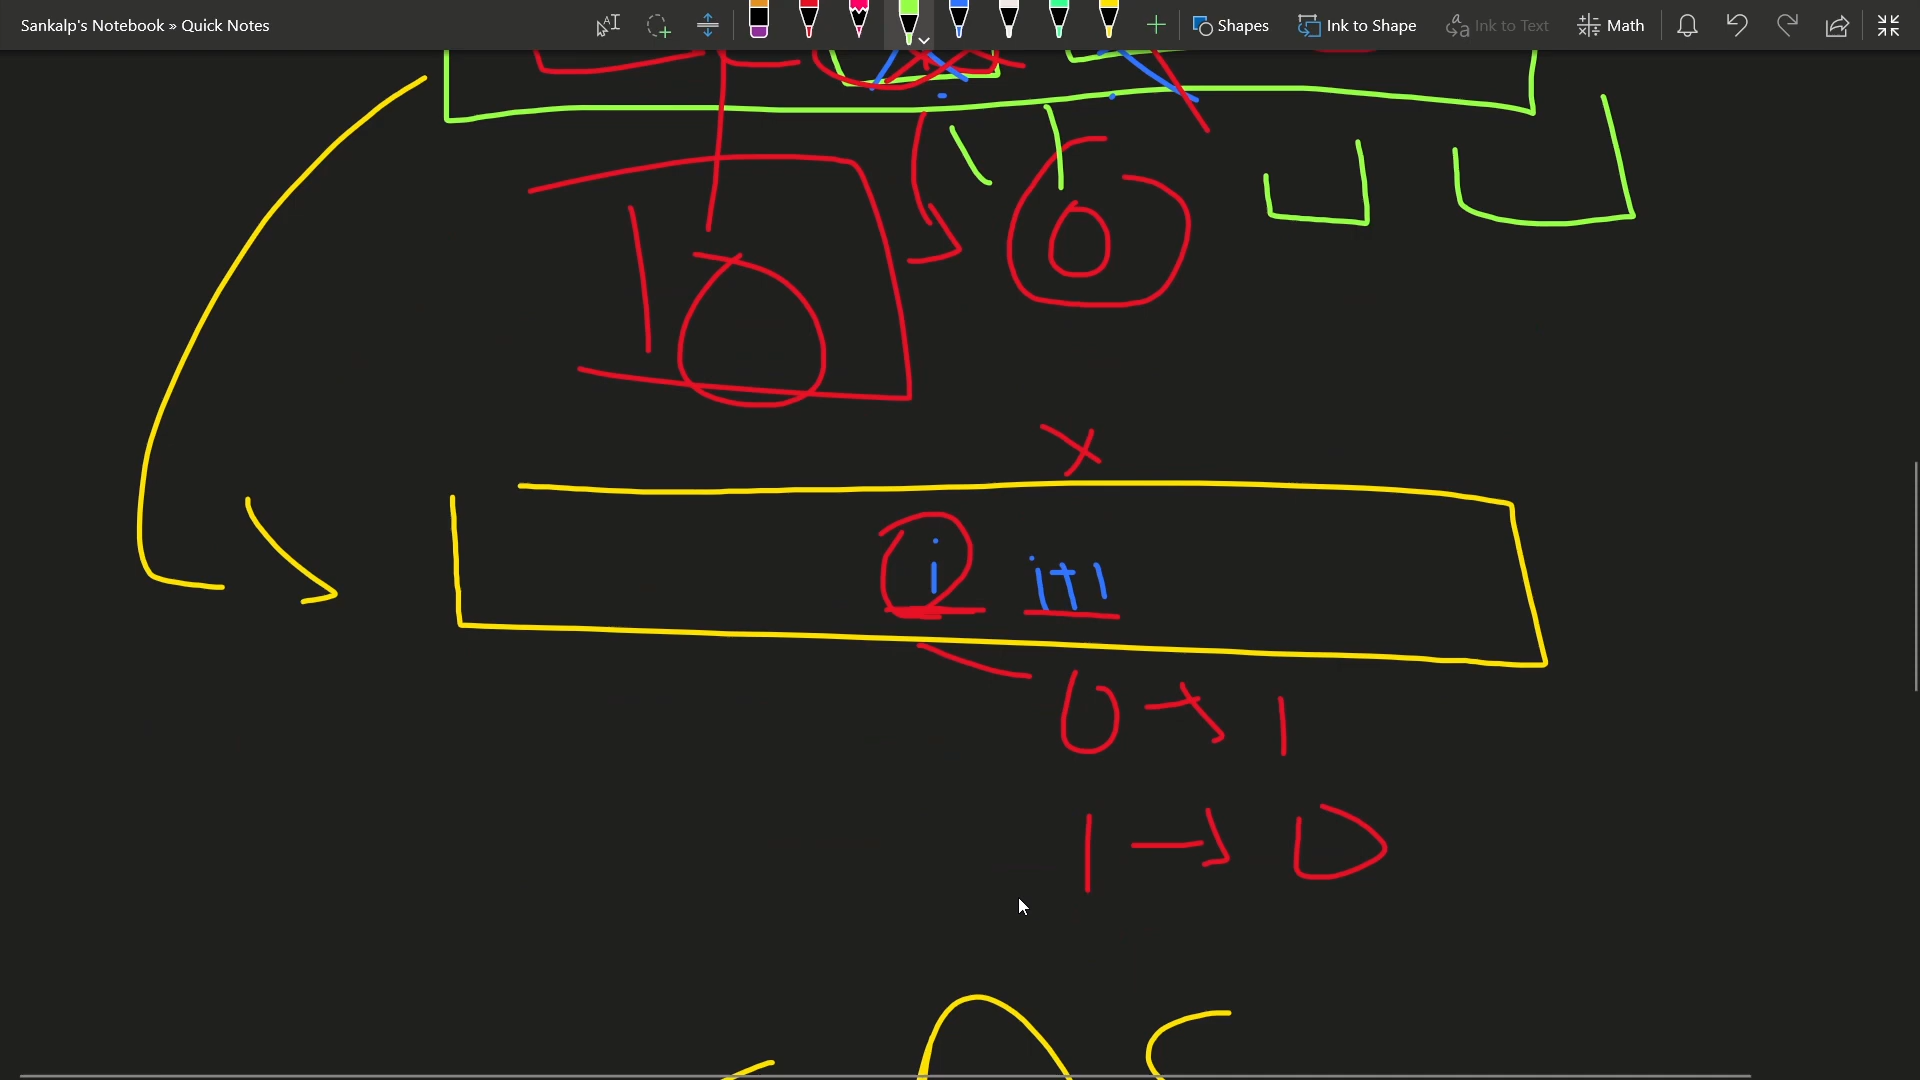 Sankalp's Notebook » Quick Notes
Shapes
Ink to Shape
Ink to Text
Math
10
0
x
i i+1
0 → 1
1 → 0